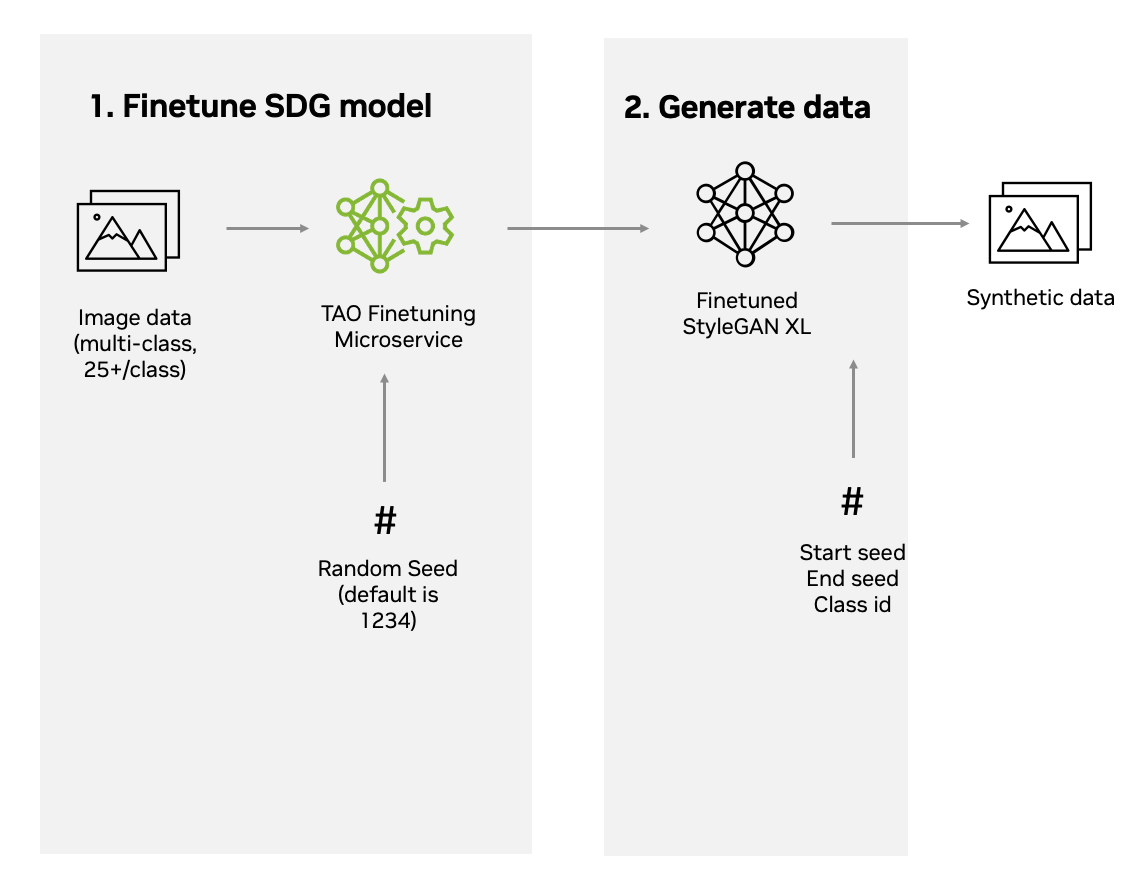 1. Finetune SDG model
Image data
(multi-class,
25+/class)
TAO Finetuning
Microservice
#
Random Seed
(default is
1234)
2. Generate data
Finetuned
StyleGAN XL
#
Start seed
End seed
Class id
Synthetic data